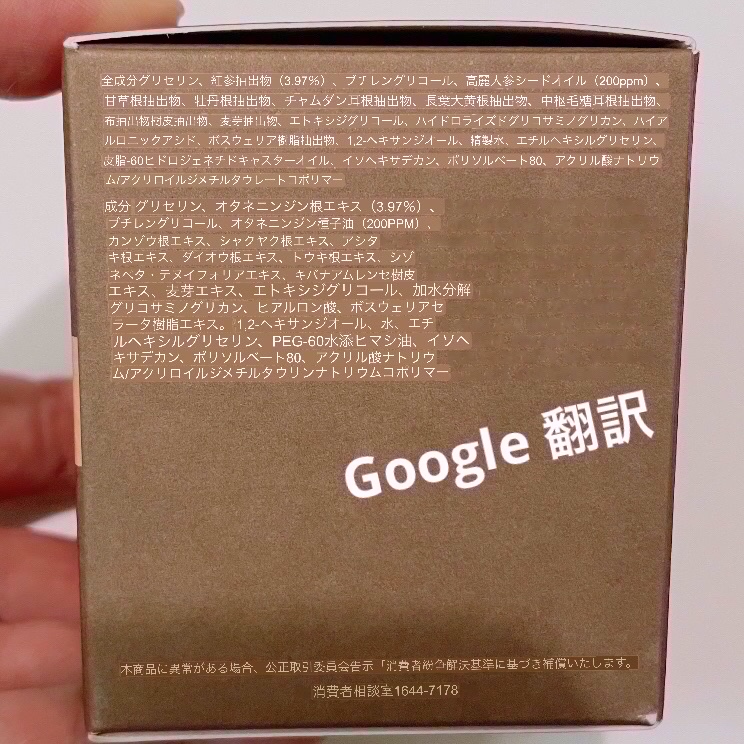 全成分グリセリン、紅参抽出物（3.97％）、ブチレングリコール、高麗人参シードオイル（200ppm）、
甘草根抽出物、牡丹根抽出物、チャムダン耳根抽出物、長葉大黄根抽出物、中枢毛糖耳根抽出物、
布抽出物樹皮抽出物、麦芽抽出物、エトキシジグリコール、ハイドロライズドグリコサミノグリカン、ハイア
ルロニックアシド、ボスウェリア樹脂抽出物、1,2-ヘキサンジオール、精製水、エチルヘキシルグリセリン、
皮脂-60ヒドロジェネチドキャスターオイル、イソヘキサデカン、ポリソルベート80、アクリル酸ナトリウ
ム/アクリロイルジメチルタウレートコポリマー
成分 グリセリン、オタネニンジン根エキス（3.97％）、
ブチレングリコール、オタネニンジン種子油（200PPM）、
カンゾウ根エキス、シャクヤク根エキス、アシタ
キ根エキス、ダイオウ根エキス、トウキ根エキス、シソ
ネペタ・テメイフォリアエキス、キバナアムレンセ樹皮
エキス、麦芽エキス、エトキシジグリコール、加水分解
グリコサミノグリカン、ヒアルロン酸、ボスウェリアセ
ラータ樹脂エキス。 1,2-ヘキサンジオール、水、エチ
ルヘキシルグリセリン、PEG-60水添ヒマシ油、イソヘ
キサデカン、ポリソルベート80、アクリル酸ナトリウ
ム/アクリロイルジメチルタウリンナトリウムコポリマー
Google 翻訳
本商品に異常がある場合、公正取引委員会告示「消費者紛争解決基準に基づき補償いたします。
消費者相談室1644-7178